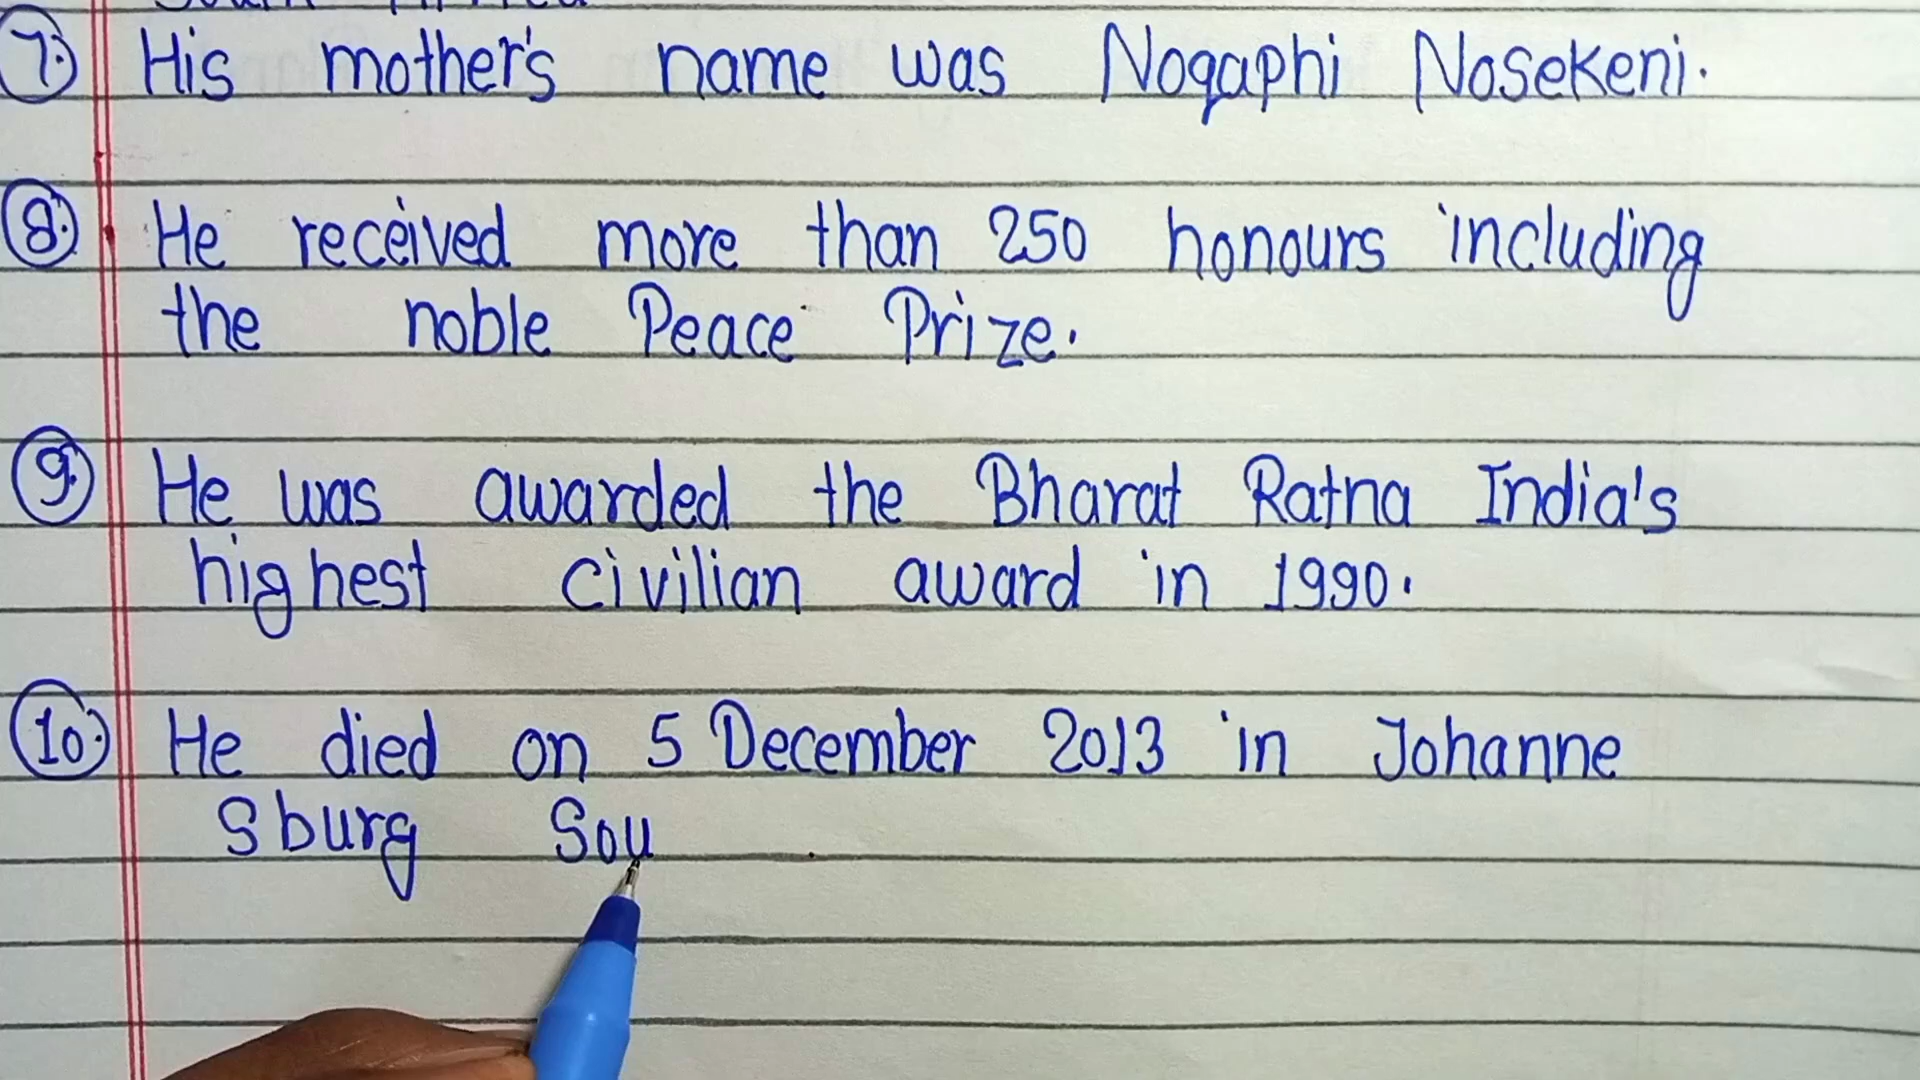 7. His mother's name was Noqaphi Nosekeni.
8. He received more than 250 honours including
the noble Peace Prize.
9. He was awarded the Bharat Ratna India's
highest civilian award in 1990.
10. He died on 5 December 2013 in Johanne
Sburg Sou